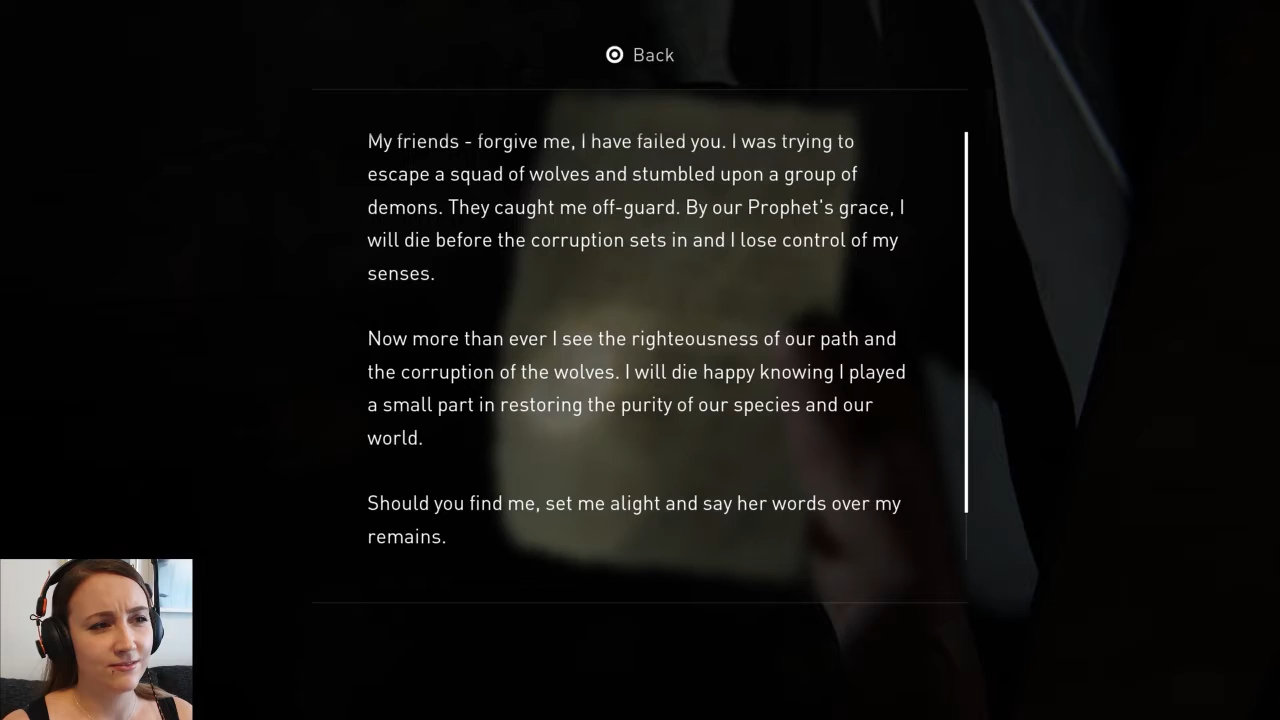 Back
My friends - forgive me, I have failed you. I was trying to
escape a squad of wolves and stumbled upon a group of
demons. They caught me off-guard. By our Prophet's grace, I
will die before the corruption sets in and I lose control of my
senses.
Now more than ever I see the righteousness of our path and
the corruption of the wolves. I will die happy knowing I played
a small part in restoring the purity of our species and our
world.
Should you find me, set me alight and say her words over my
remains.